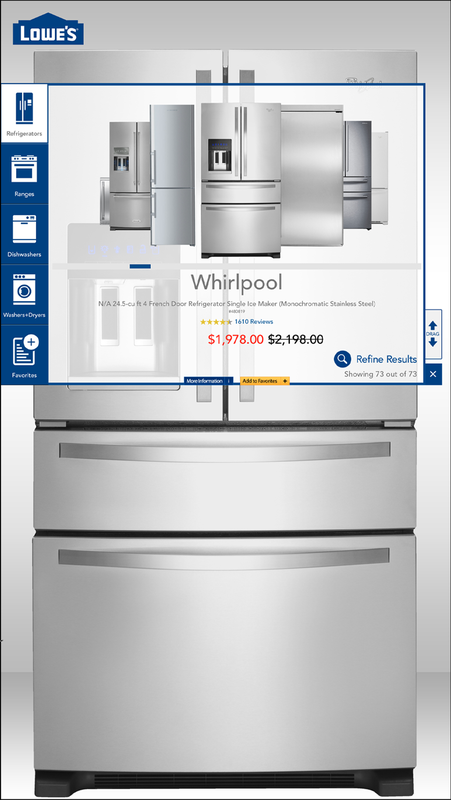 LOWE'S
Refrigerators
Ranges
Dishwashers
Washers+Dryers
Favorites
Whirlpool
N/A 24.5-cu ft 4 French Door Refrigerator Single Ice Maker (Monochromatic Stainless Steel)
#480819
1610 Reviews
$1,978.00 $2,198.00
DRAG
Refine Results
Showing 73 out of 73
More Information
Add to Favorites +